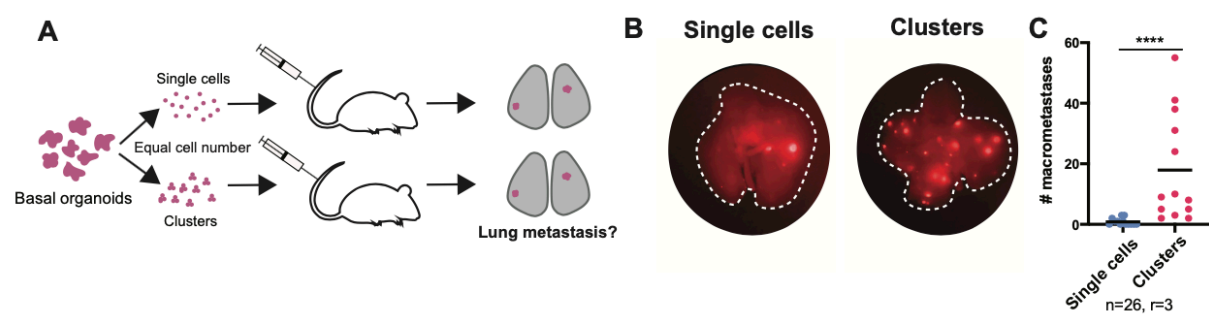 A
Single cells
Equal cell number
Basal organoids
Clusters
Lung metastasis?
B
Single cells
Clusters
C
****
60
40
20
0
# macrometastases
Single cells
Clusters
n=26, r=3